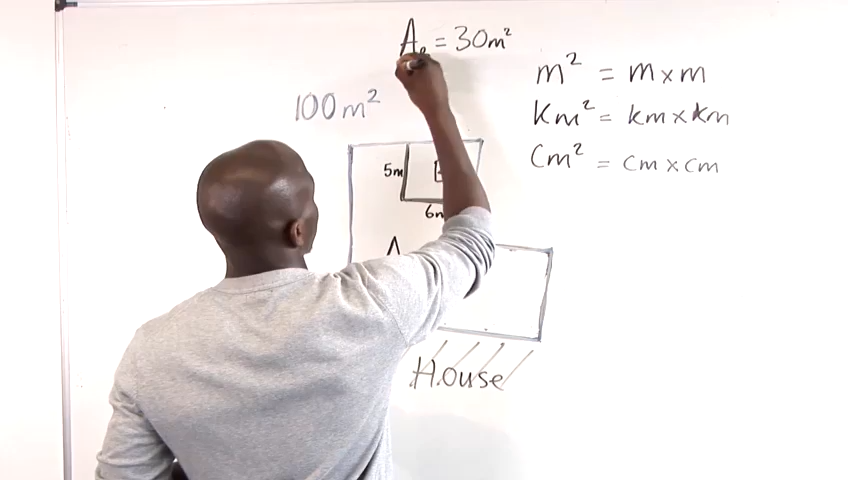 A = 30m²
m² = m x m
100m²
Km² = km x km
Cm² = cm x cm
5m
6m
A
House